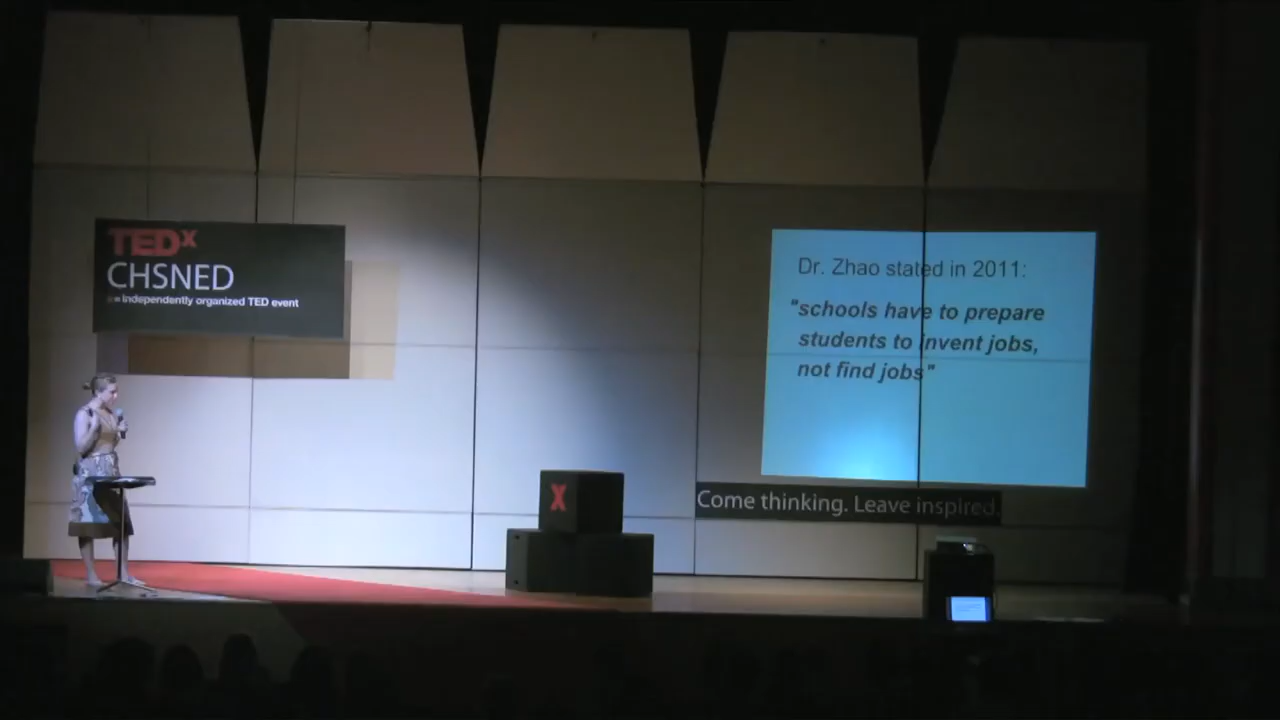 TEDx
CHSNED
x = independently organized TED event
Dr. Zhao stated in 2011:
"schools have to prepare
students to invent jobs,
not find jobs"
X
Come thinking. Leave inspired.